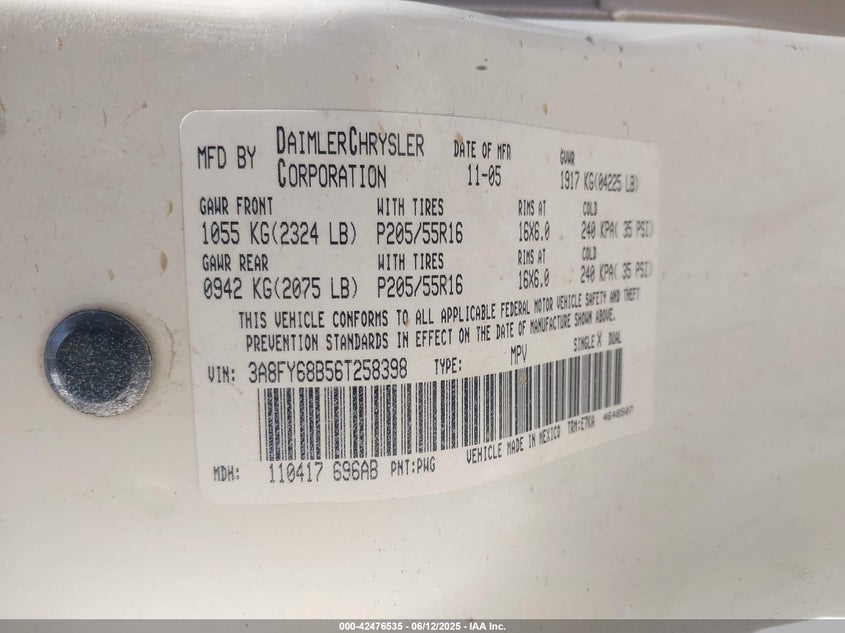 MFD BY DAIMLERCHRYSLER CORPORATION DATE OF MFR 11-05 GVWR 1917 KG(04225 LB)
GAWR FRONT WITH TIRES RIMS AT COLD
1055 KG(2324 LB) P205/55R16 16X6.0 240 KPA( 35 PSI)
GAWR REAR WITH TIRES RIMS AT COLD
0942 KG(2075 LB) P205/55R16 16X6.0 240 KPA( 35 PSI)
THIS VEHICLE CONFORMS TO ALL APPLICABLE FEDERAL MOTOR VEHICLE SAFETY AND THEFT
PREVENTION STANDARDS IN EFFECT ON THE DATE OF MANUFACTURE SHOWN ABOVE.
VIN: 3A8FY68B56T258398 TYPE: MPV SINGLE X DUAL
MDH: 110417 696AB PNT:PWG VEHICLE MADE IN MEXICO TRM:E7KA 4648507
000-42476535 - 06/12/2025 - IAA Inc.